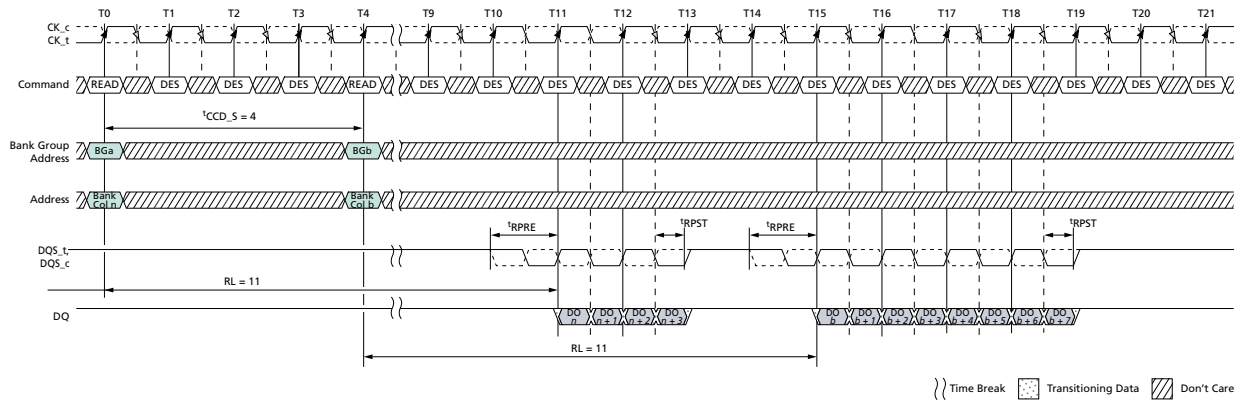 T0 T1 T2 T3 T4 T9 T10 T11 T12 T13 T14 T15 T16 T17 T18 T19 T20 T21
CK_c
CK_t
Command READ DES DES DES READ DES DES DES DES DES DES DES DES DES DES DES DES DES
tCCD_S = 4
Bank Group
Address
BGa BGb
Address
Bank
Col n
Bank
Col b
tRPRE tRPST tRPRE tRPST
DQS_t,
DQS_c
RL = 11
DQ
DO
n
DO
n + 1
DO
n + 2
DO
n + 3
DO
b
DO
b + 1
DO
b + 2
DO
b + 3
DO
b + 4
DO
b + 5
DO
b + 6
DO
b + 7
RL = 11
Time Break Transitioning Data Don't Care